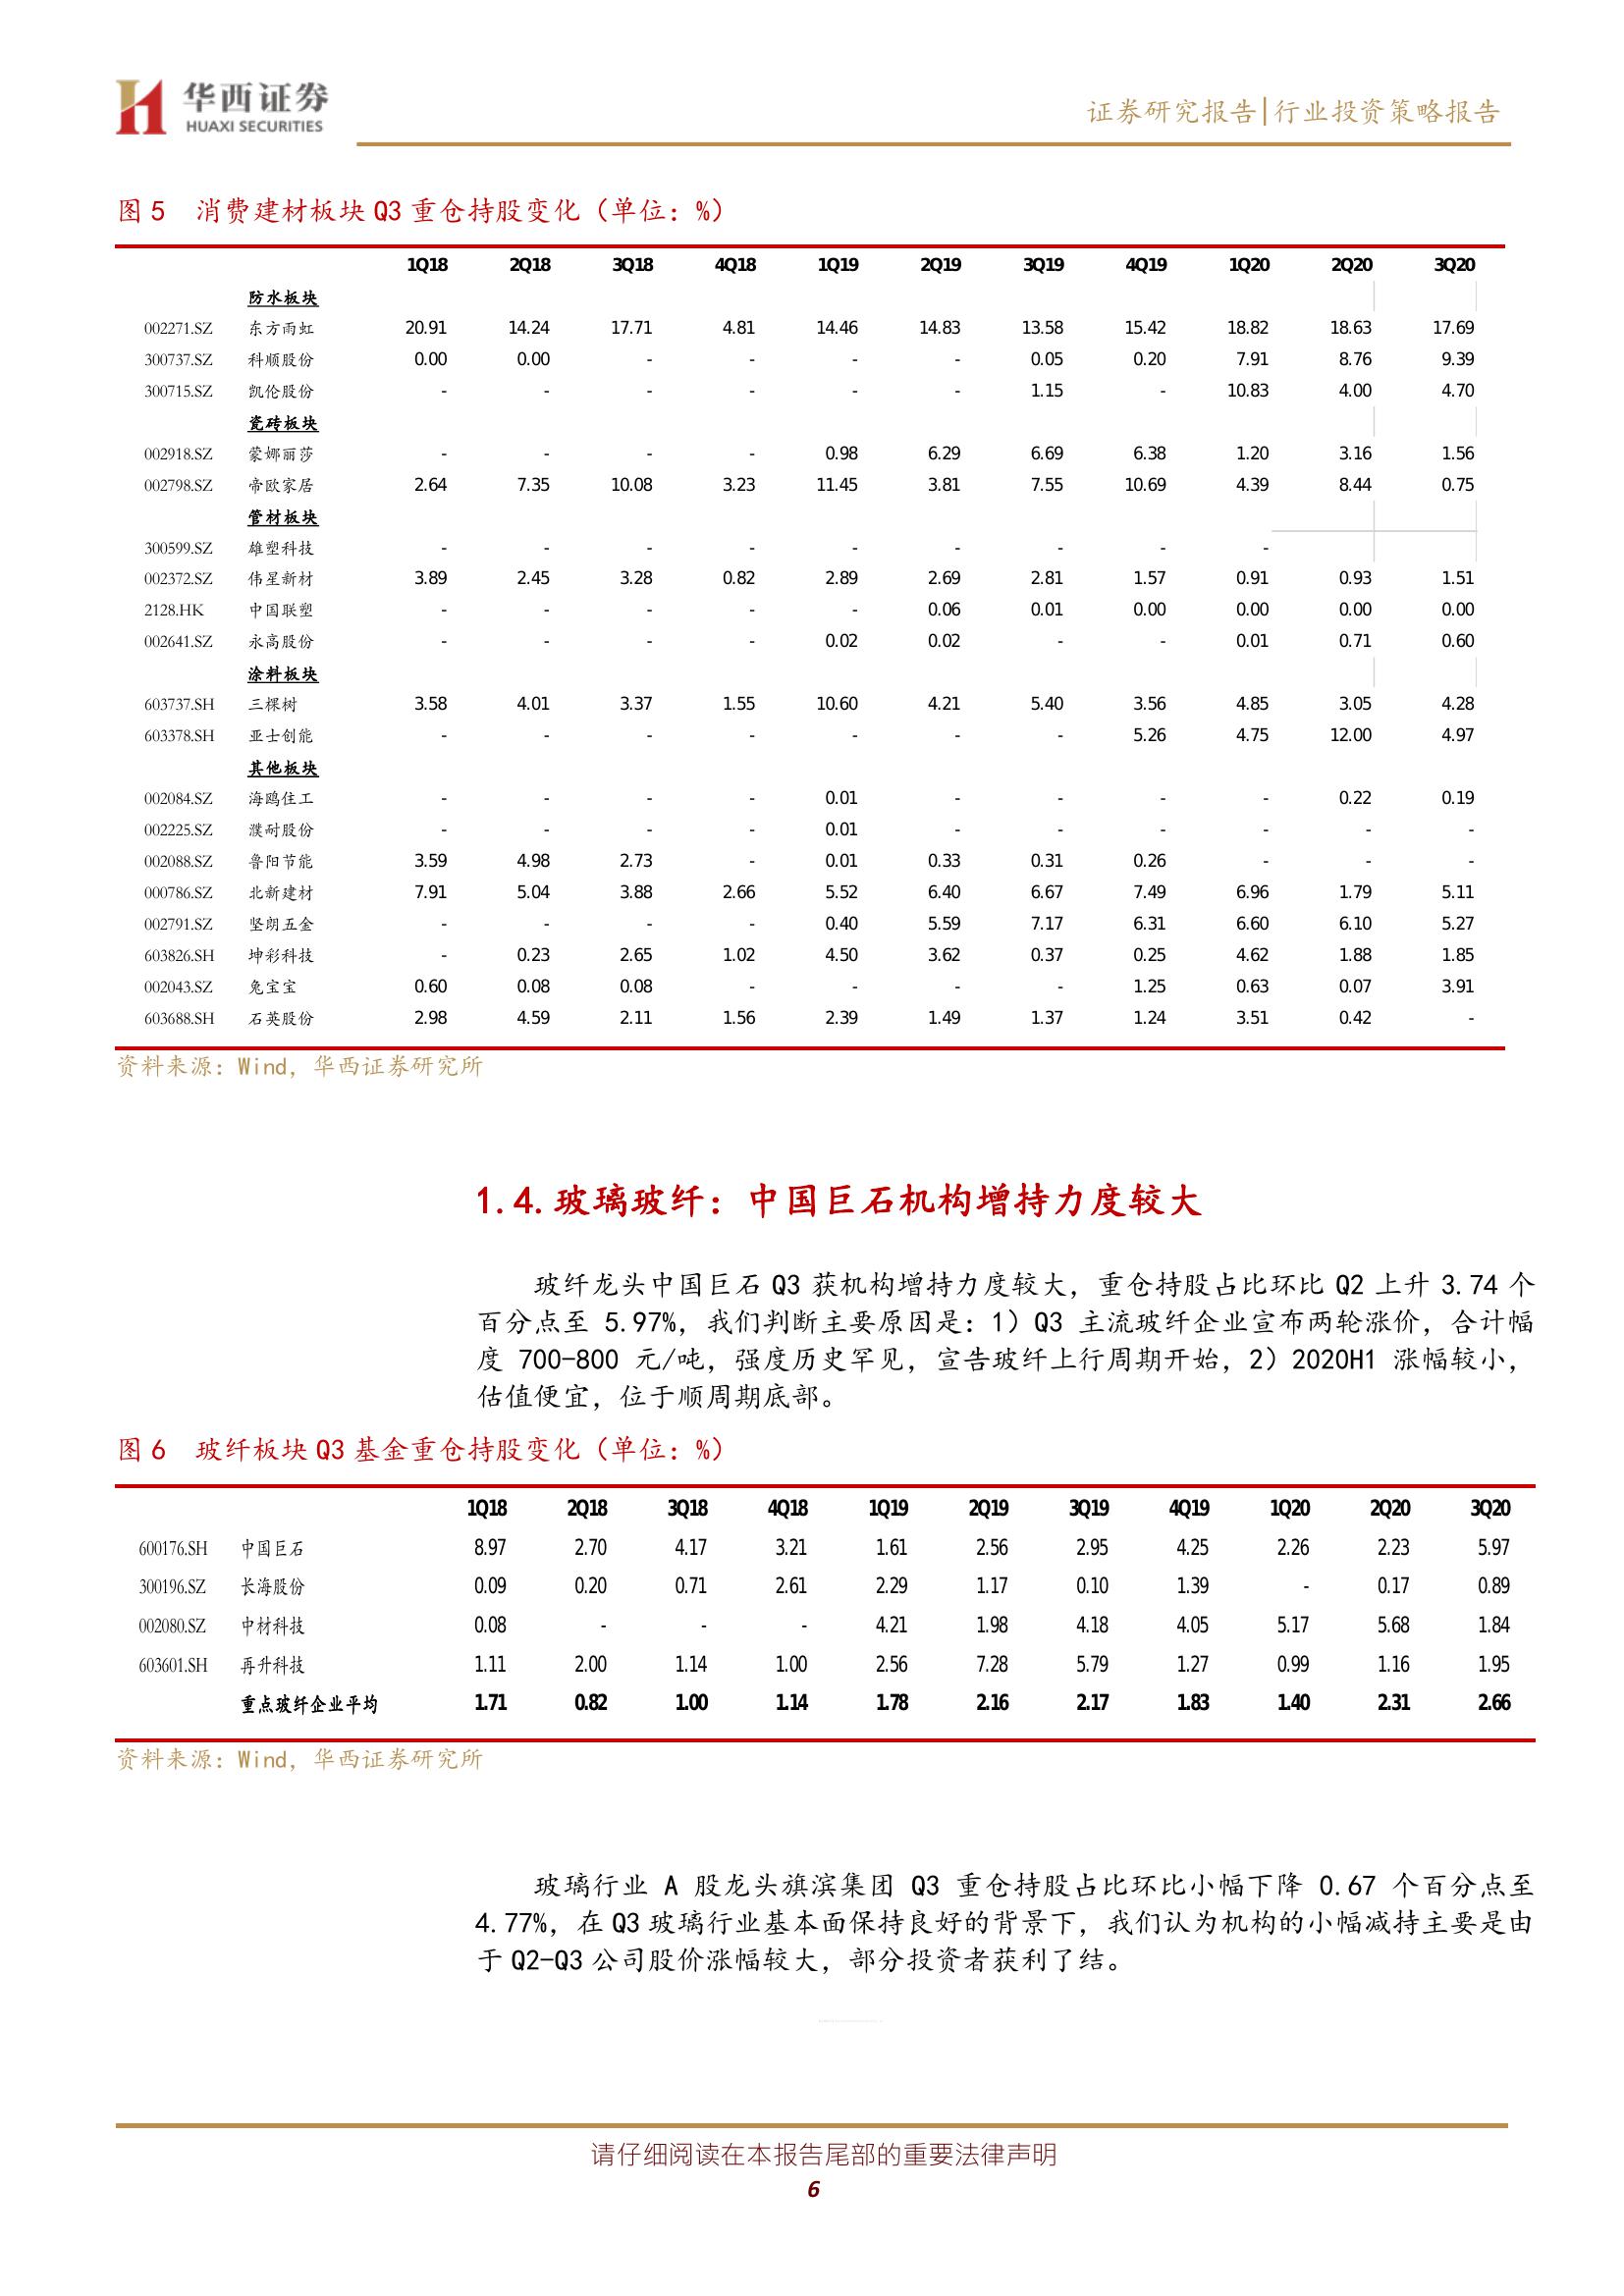 华西证券
HUAXI SECURITIES
证券研究报告|行业投资策略报告
图 5 消费建材板块 Q3 重仓持股变化（单位：%）
1Q18 2Q18 3Q18 4Q18 1Q19 2Q19 3Q19 4Q19 1Q20 2Q20 3Q20
防水板块
002271.SZ 东方雨虹 20.91 14.24 17.71 4.81 14.46 14.83 13.58 15.42 18.82 18.63 17.69
300737.SZ 科顺股份 0.00 0.00 - - - - 0.05 0.20 7.91 8.76 9.39
300715.SZ 凯伦股份 - - - - - - 1.15 - 10.83 4.00 4.70
瓷砖板块
002918.SZ 蒙娜丽莎 - - - - 0.98 6.29 6.69 6.38 1.20 3.16 1.56
002798.SZ 帝欧家居 2.64 7.35 10.08 3.23 11.45 3.81 7.55 10.69 4.39 8.44 0.75
管材板块
300599.SZ 雄塑科技 - - - - - - - - -
002372.SZ 伟星新材 3.89 2.45 3.28 0.82 2.89 2.69 2.81 1.57 0.91 0.93 1.51
2128.HK 中国联塑 - - - - - 0.06 0.01 0.00 0.00 0.00 0.00
002641.SZ 永高股份 - - - - 0.02 0.02 - - 0.01 0.71 0.60
涂料板块
603737.SH 三棵树 3.58 4.01 3.37 1.55 10.60 4.21 5.40 3.56 4.85 3.05 4.28
603378.SH 亚士创能 - - - - - - - 5.26 4.75 12.00 4.97
其他板块
002084.SZ 海鸥住工 - - - - 0.01 - - - - 0.22 0.19
002225.SZ 濮耐股份 - - - - 0.01 - - - - - -
002088.SZ 鲁阳节能 3.59 4.98 2.73 - 0.01 0.33 0.31 0.26 - - -
000786.SZ 北新建材 7.91 5.04 3.88 2.66 5.52 6.40 6.67 7.49 6.96 1.79 5.11
002791.SZ 坚朗五金 - - - - 0.40 5.59 7.17 6.31 6.60 6.10 5.27
603826.SH 坤彩科技 - 0.23 2.65 1.02 4.50 3.62 0.37 0.25 4.62 1.88 1.85
002043.SZ 兔宝宝 0.60 0.08 0.08 - - - - 1.25 0.63 0.07 3.91
603688.SH 石英股份 2.98 4.59 2.11 1.56 2.39 1.49 1.37 1.24 3.51 0.42 -
资料来源：Wind，华西证券研究所
1.4.玻璃玻纤：中国巨石机构增持力度较大
玻纤龙头中国巨石 Q3 获机构增持力度较大，重仓持股占比环比 Q2 上升 3.74 个
百分点至 5.97%，我们判断主要原因是：1）Q3 主流玻纤企业宣布两轮涨价，合计幅
度 700-800 元/吨，强度历史罕见，宣告玻纤上行周期开始，2）2020H1 涨幅较小，
估值便宜，位于顺周期底部。
图 6 玻纤板块 Q3 基金重仓持股变化（单位：%）
1Q18 2Q18 3Q18 4Q18 1Q19 2Q19 3Q19 4Q19 1Q20 2Q20 3Q20
600176.SH 中国巨石 8.97 2.70 4.17 3.21 1.61 2.56 2.95 4.25 2.26 2.23 5.97
300196.SZ 长海股份 0.09 0.20 0.71 2.61 2.29 1.17 0.10 1.39 - 0.17 0.89
002080.SZ 中材科技 0.08 - - - 4.21 1.98 4.18 4.05 5.17 5.68 1.84
603601.SH 再升科技 1.11 2.00 1.14 1.00 2.56 7.28 5.79 1.27 0.99 1.16 1.95
重点玻纤企业平均 1.71 0.82 1.00 1.14 1.78 2.16 2.17 1.83 1.40 2.31 2.66
资料来源：Wind，华西证券研究所
玻璃行业 A 股龙头旗滨集团 Q3 重仓持股占比环比小幅下降 0.67 个百分点至
4.77%，在 Q3 玻璃行业基本面保持良好的背景下，我们认为机构的小幅减持主要是由
于 Q2-Q3 公司股价涨幅较大，部分投资者获利了结。
请仔细阅读在本报告尾部的重要法律声明
6